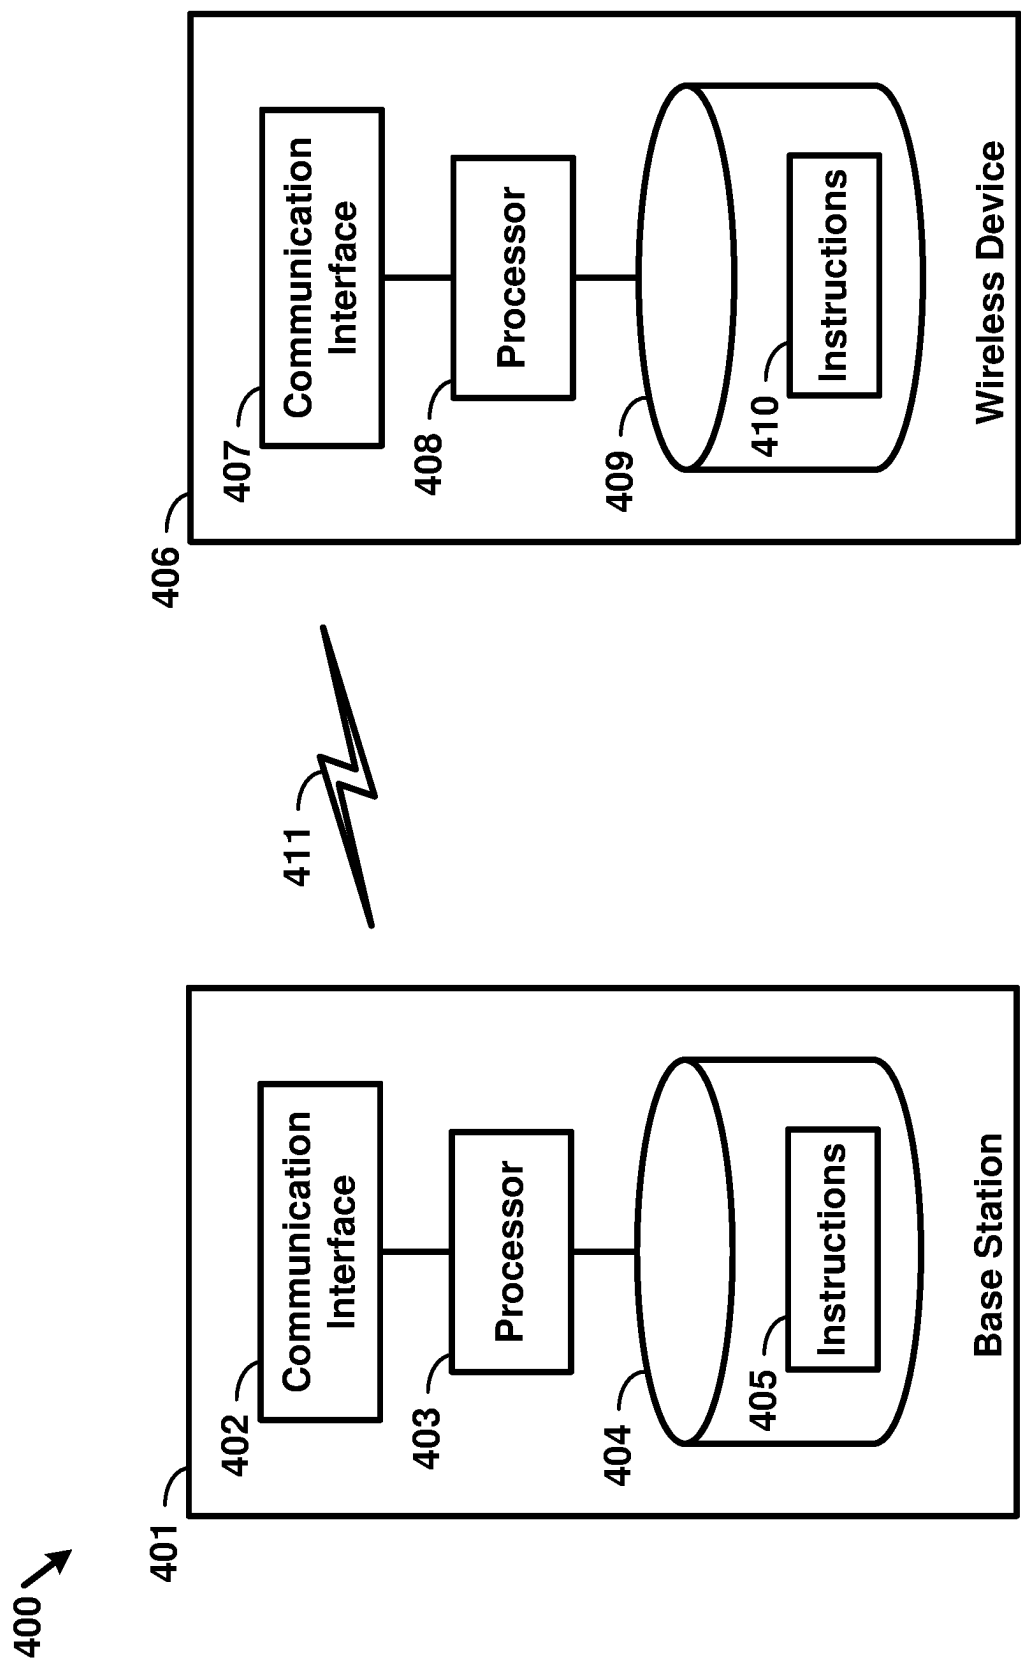 400
401
402
Communication
Interface
403
Processor
404
405
Instructions
Base Station
411
406
407
Communication
Interface
408
Processor
409
410
Instructions
Wireless Device